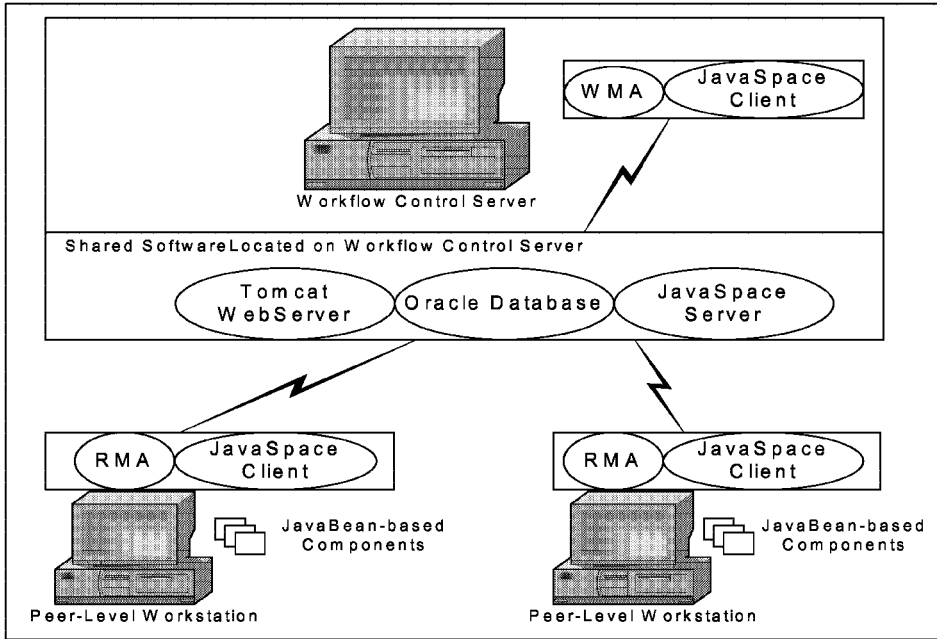 WMA
JavaSpace
Client
Workflow Control Server
Shared SoftwareLocated on Workflow Control Server
Tomcat
WebServer
Oracle Database
JavaSpace
Server
RMA
JavaSpace
Client
RMA
JavaSpace
Client
JavaBean-based
Components
JavaBean-based
Components
Peer-Level Workstation
Peer-Level Workstation